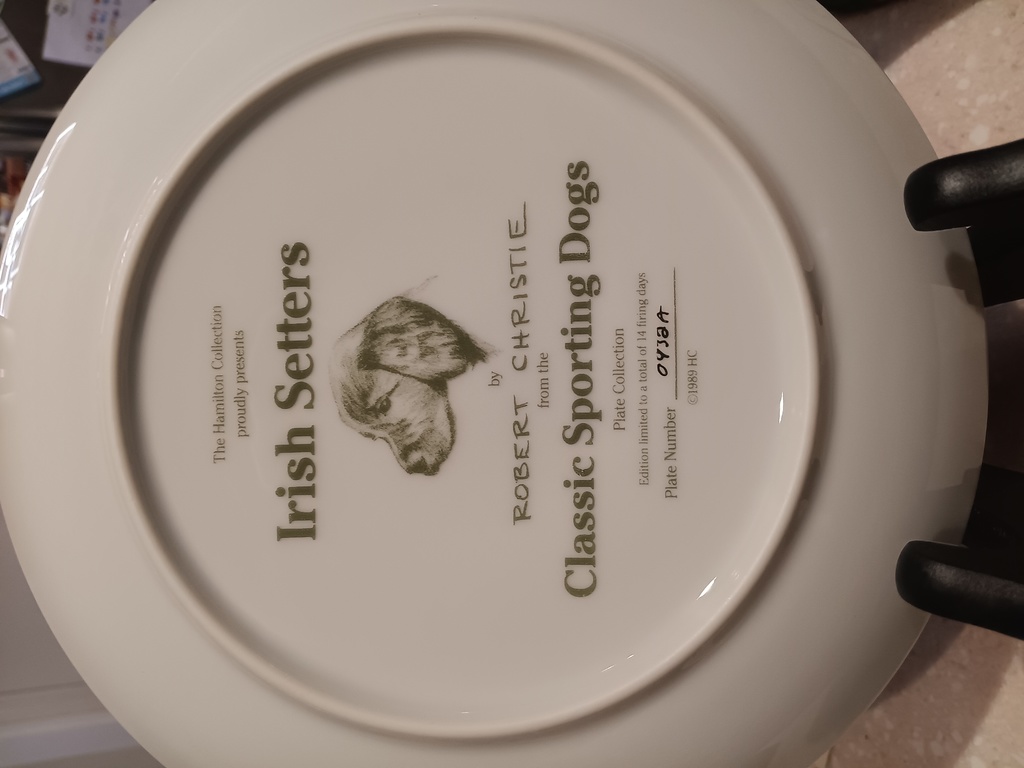 The Hamilton Collection
proudly presents
Irish Setters
by
ROBERT CHRISTIE
from the
Classic Sporting Dogs
Plate Collection
Edition limited to a total of 14 firing days
Plate Number 0438A
©1989 HC